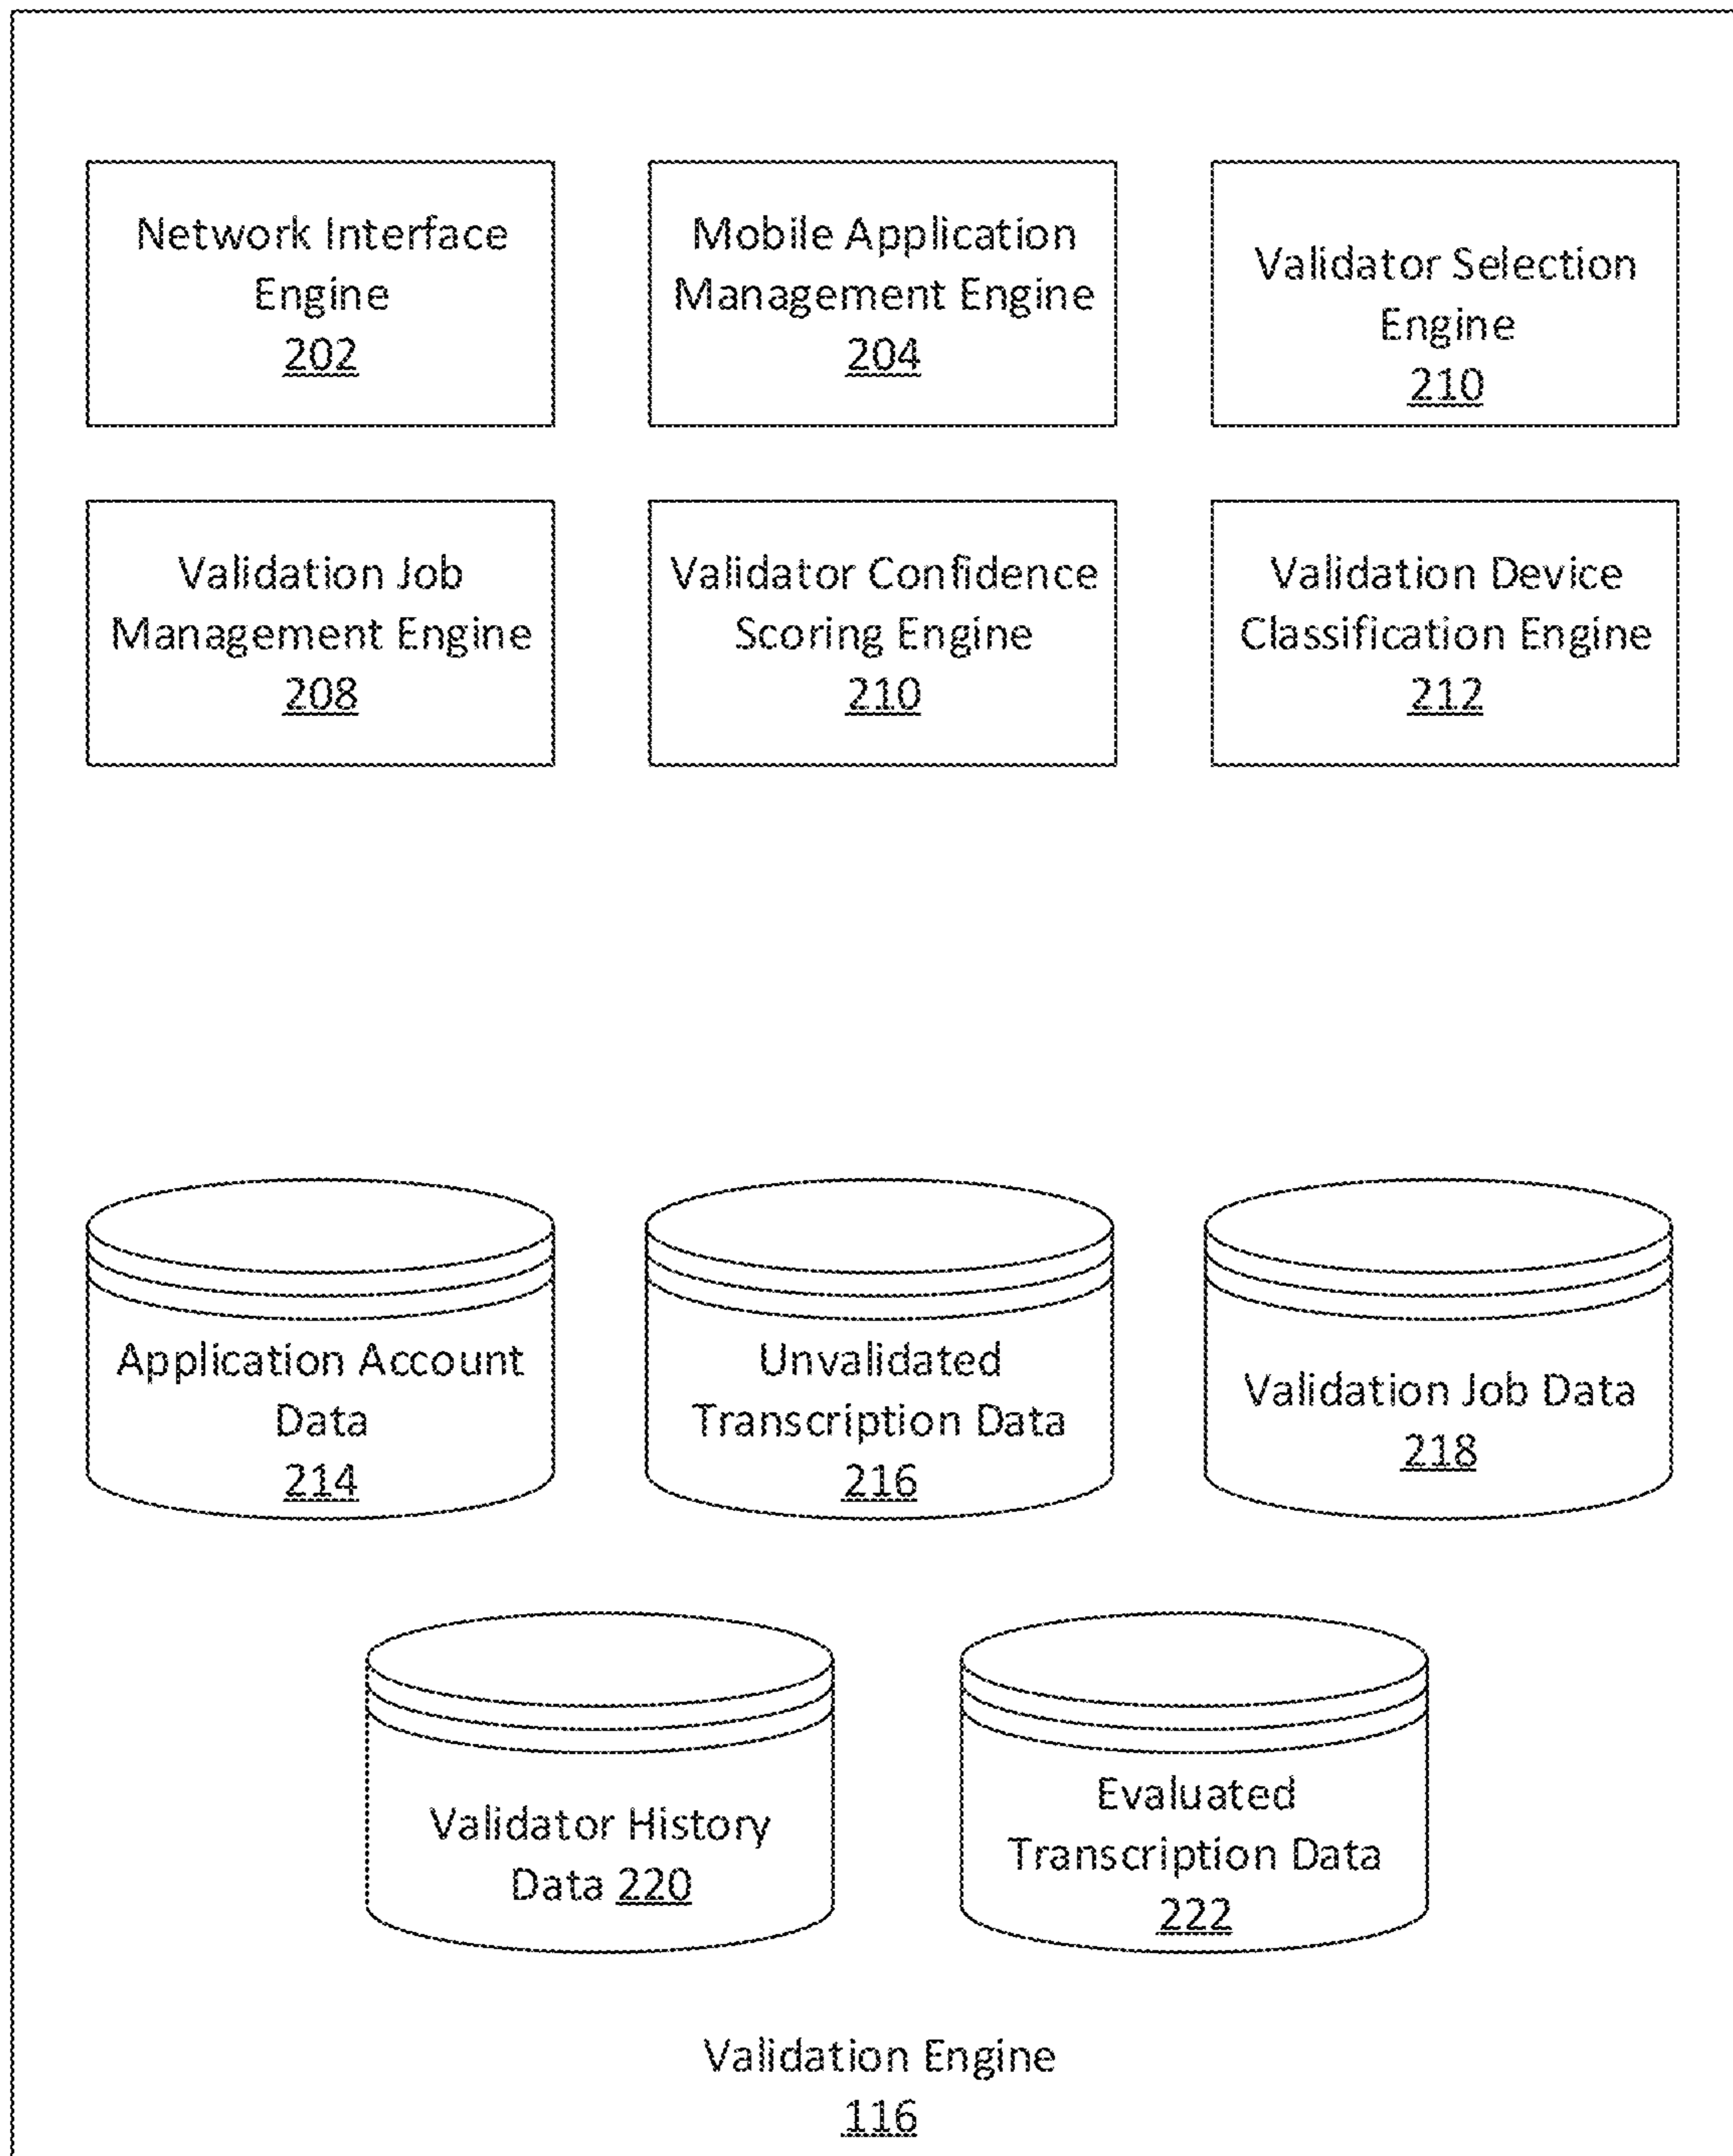 Network Interface
Engine
202
Mobile Application
Management Engine
204
Validator Selection
Engine
210
Validation Job
Management Engine
208
Validator Confidence
Scoring Engine
210
Validation Device
Classification Engine
212
Application Account
Data
214
Unvalidated
Transcription Data
216
Validation Job Data
218
Validator History
Data 220
Evaluated
Transcription Data
222
Validation Engine
116